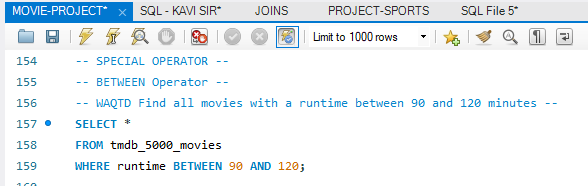 MOVIE-PROJECT* SQL - KAVI SIR* JOINS PROJECT-SPORTS SQL File 5*
Limit to 1000 rows
154 -- SPECIAL OPERATOR --
155 -- BETWEEN Operator --
156 -- WAQTD Find all movies with a runtime between 90 and 120 minutes --
157 SELECT *
158 FROM tmdb_5000_movies
159 WHERE runtime BETWEEN 90 AND 120;